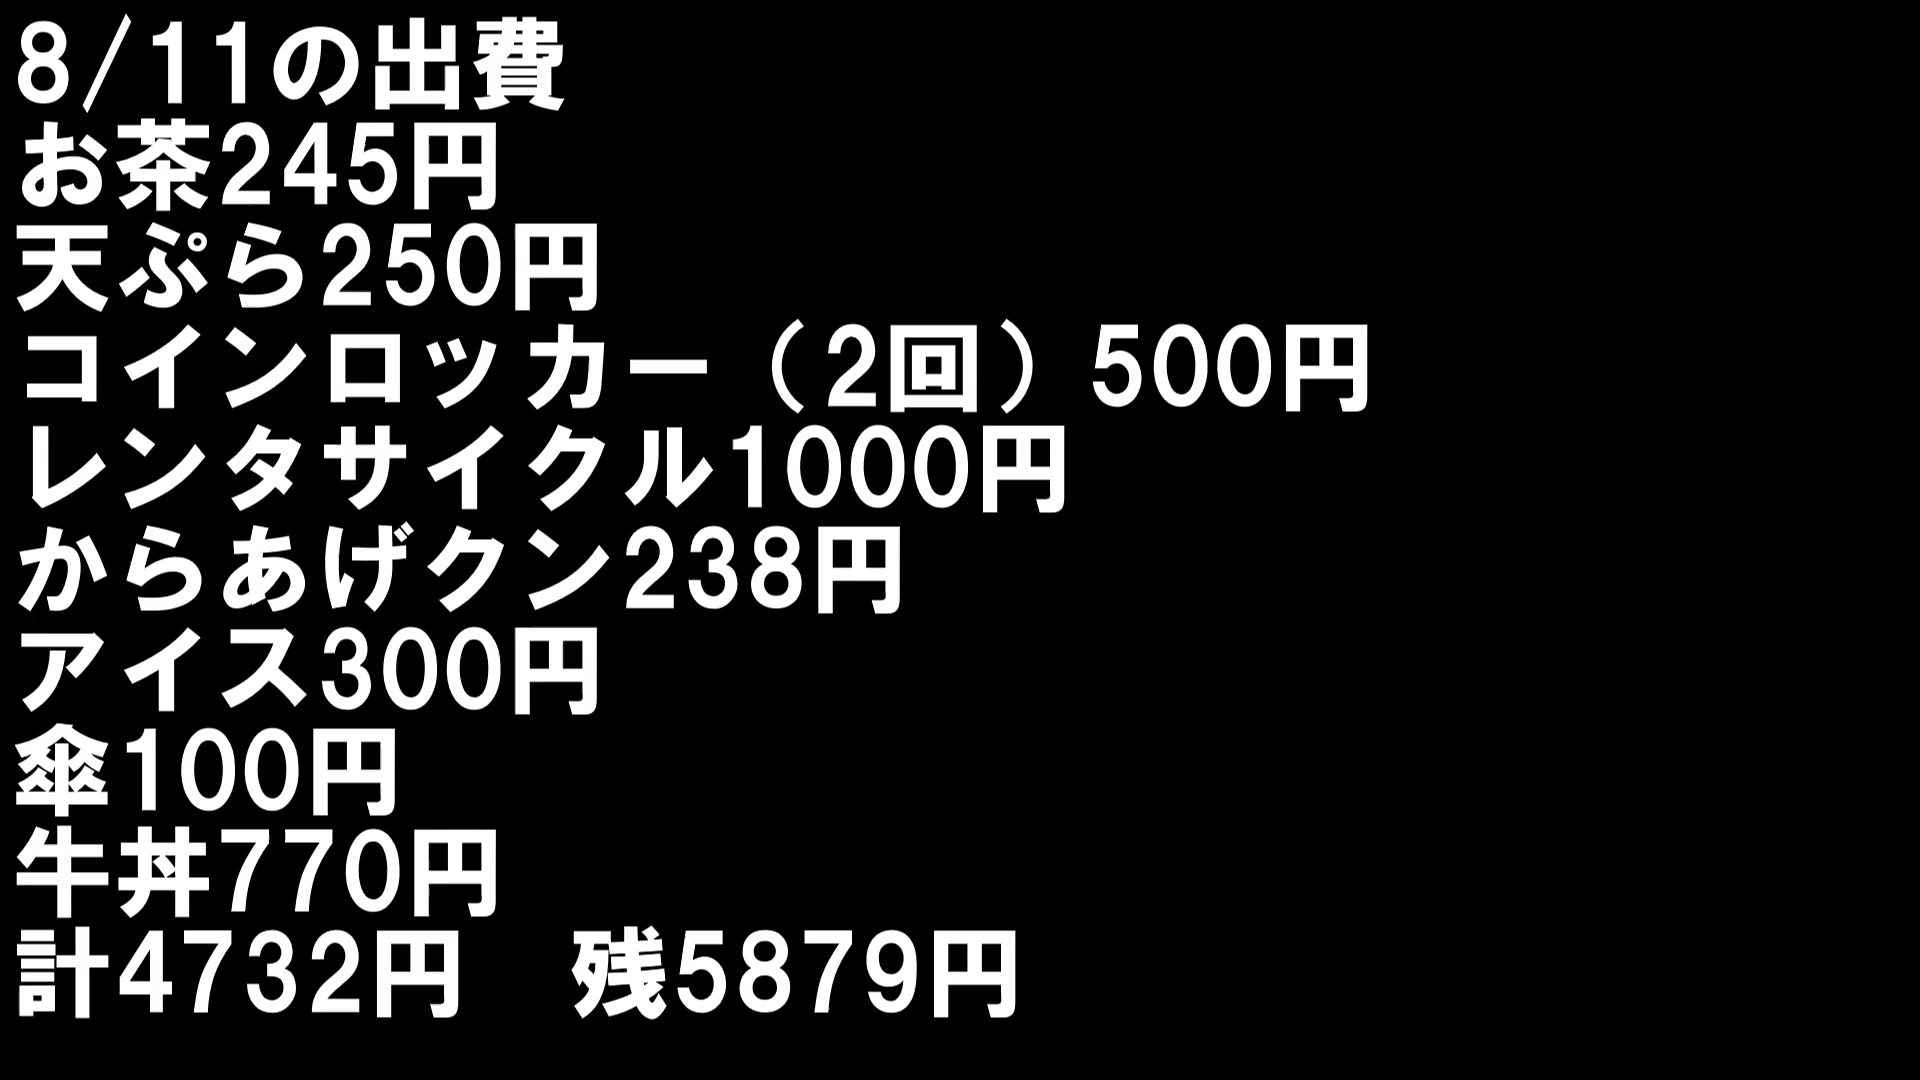 8/11の出費
お茶245円
天ぷら250円
コインロッカー（2回）500円
レンタサイクル1000円
からあげクン238円
アイス300円
傘100円
牛丼770円
計4732円　残5879円